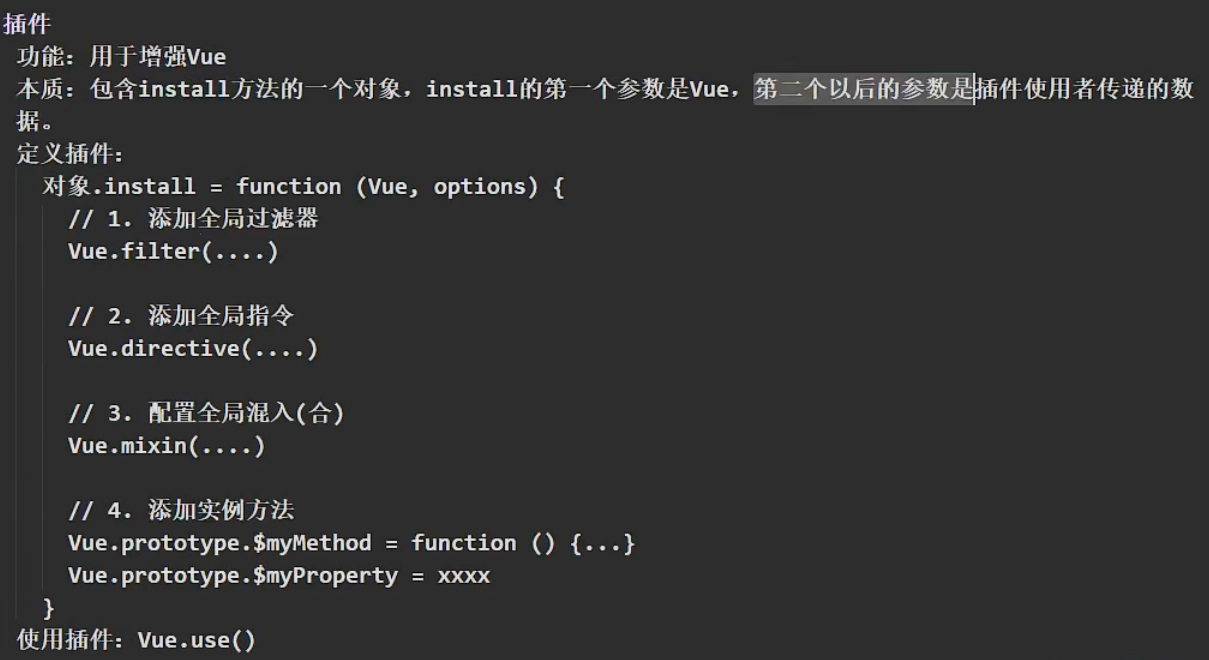 插件
功能：用于增强Vue
本质：包含install方法的一个对象，install的第一个参数是Vue，第二个以后的参数是插件使用者传递的数
据。
定义插件：
对象.install = function (Vue, options) {
// 1. 添加全局过滤器
Vue.filter(....)
// 2. 添加全局指令
Vue.directive(....)
// 3. 配置全局混入(合)
Vue.mixin(....)
// 4. 添加实例方法
Vue.prototype.$myMethod = function () {...}
Vue.prototype.$myProperty = xxxx
}
使用插件：Vue.use()